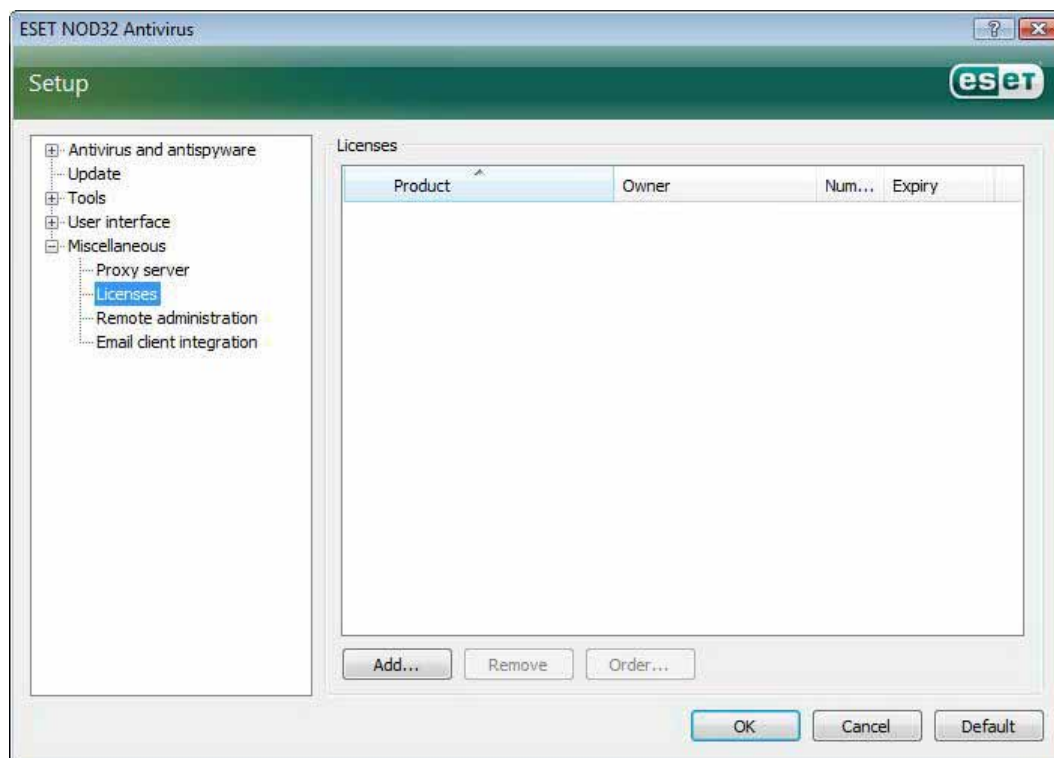 ESET NOD32 Antivirus
Setup
eseT
Antivirus and antispyware
Update
Tools
User interface
Miscellaneous
Proxy server
Licenses
Remote administration
Email client integration
Licenses
Product Owner Num... Expiry
Add... Remove Order...
OK Cancel Default